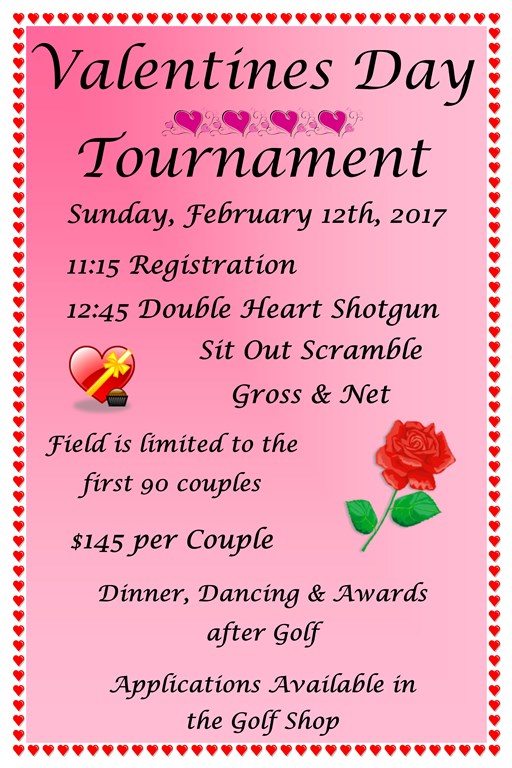 Valentines Day
Tournament
Sunday, February 12th, 2017
11:15 Registration
12:45 Double Heart Shotgun
Sit Out Scramble
Gross & Net
Field is limited to the
first 90 couples
$145 per Couple
Dinner, Dancing & Awards
after Golf
Applications Available in
the Golf Shop